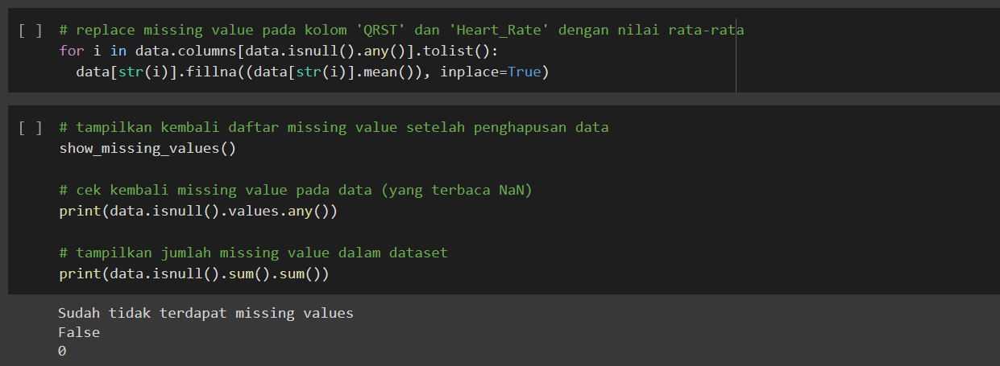 [ ] # replace missing value pada kolom 'QRST' dan 'Heart_Rate' dengan nilai rata-rata
for i in data.columns[data.isnull().any()].tolist():
  data[str(i)].fillna((data[str(i)].mean()), inplace=True)
[ ] # tampilkan kembali daftar missing value setelah penghapusan data
show_missing_values()
# cek kembali missing value pada data (yang terbaca NaN)
print(data.isnull().values.any())
# tampilkan jumlah missing value dalam dataset
print(data.isnull().sum().sum())
Sudah tidak terdapat missing values
False
0